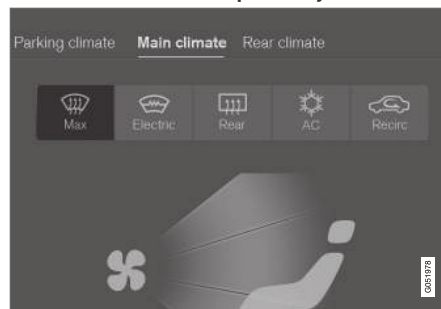 Parking climate Main climate Rear climate
Max Electric Rear AC Recirc
G051978